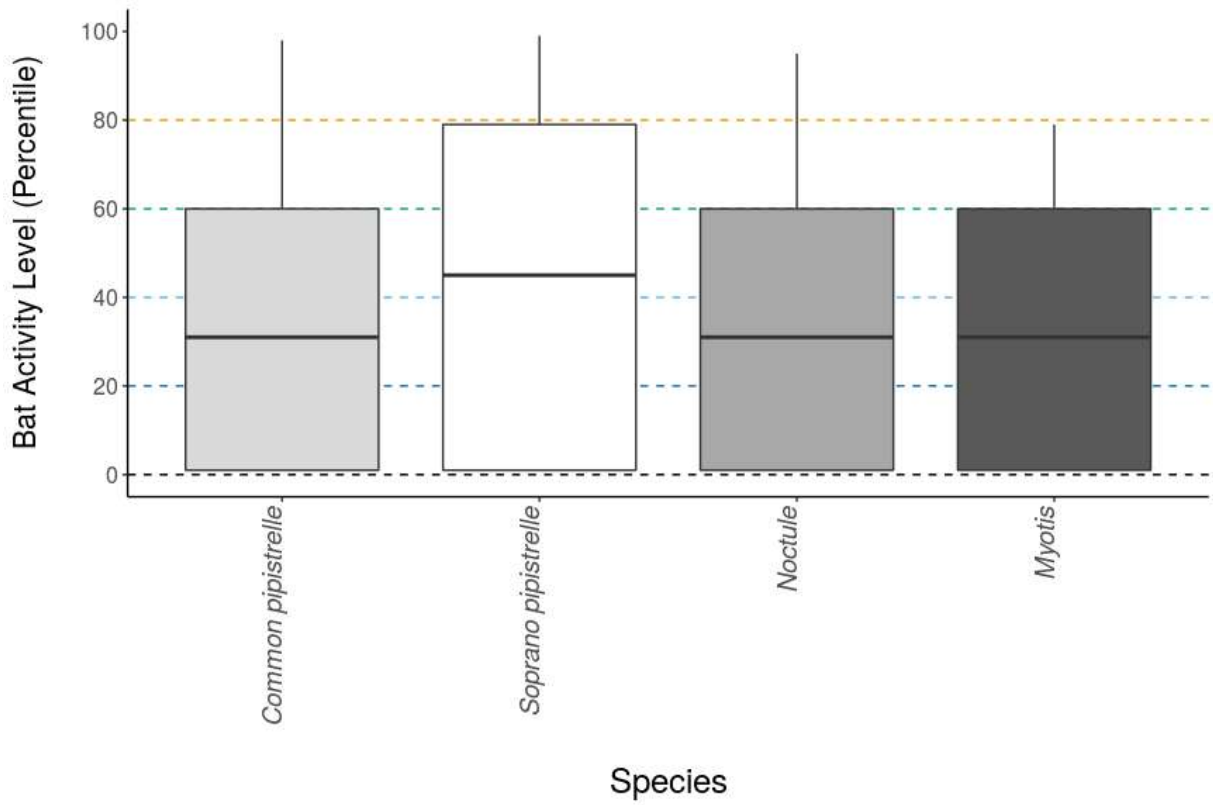 Bat Activity Level (Percentile)
100
80
60
40
20
0
Common pipistrelle
Soprano pipistrelle
Noctule
Myotis
Species